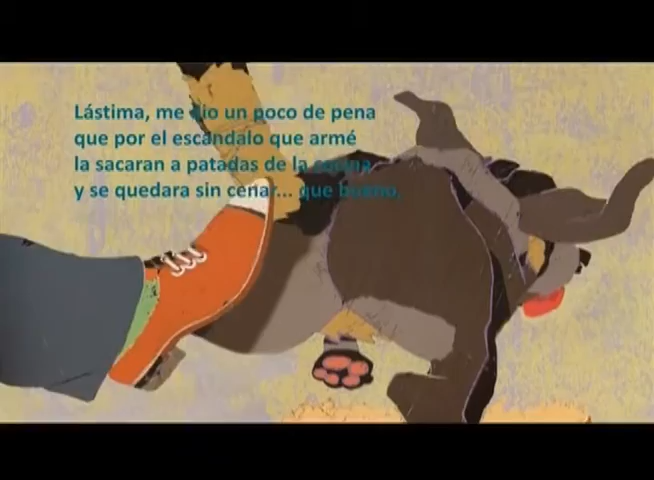 Lástima, me dio un poco de pena
que por el escándalo que armé
la sacaran a patadas de la cocina
y se quedara sin cenar... que bueno,